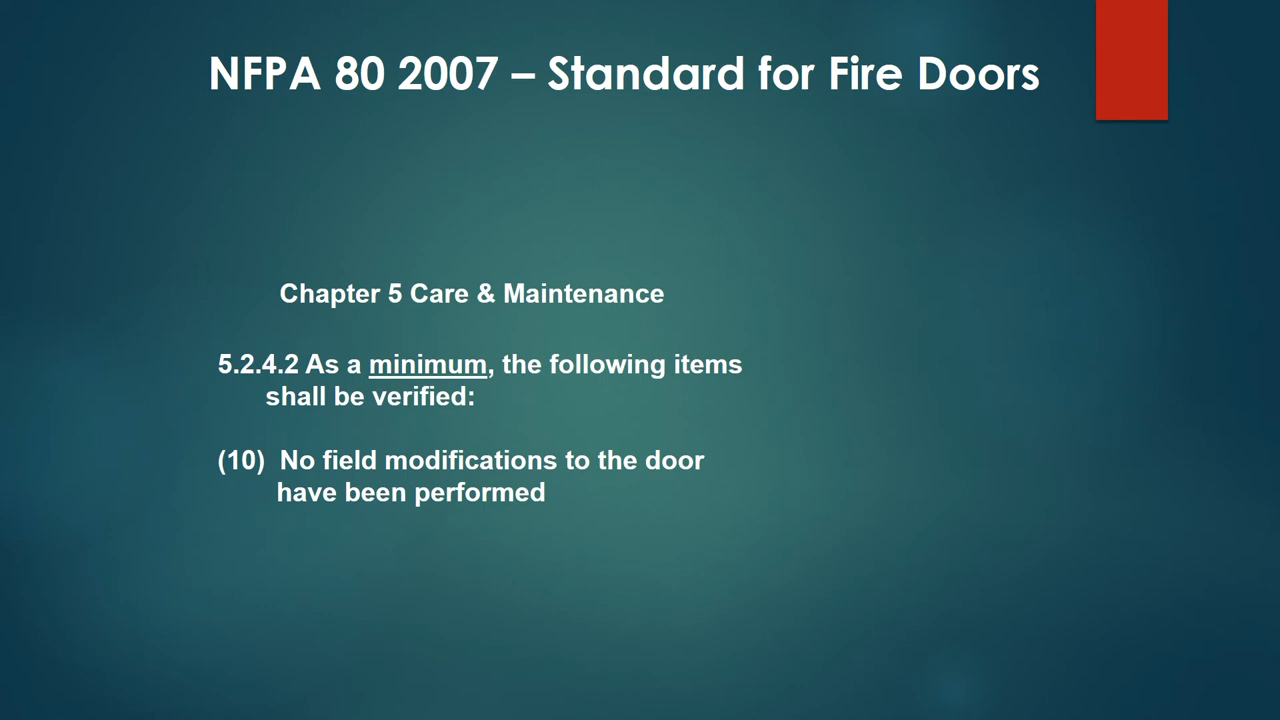 NFPA 80 2007 – Standard for Fire Doors
Chapter 5 Care & Maintenance
5.2.4.2 As a minimum, the following items
shall be verified:
(10) No field modifications to the door
have been performed